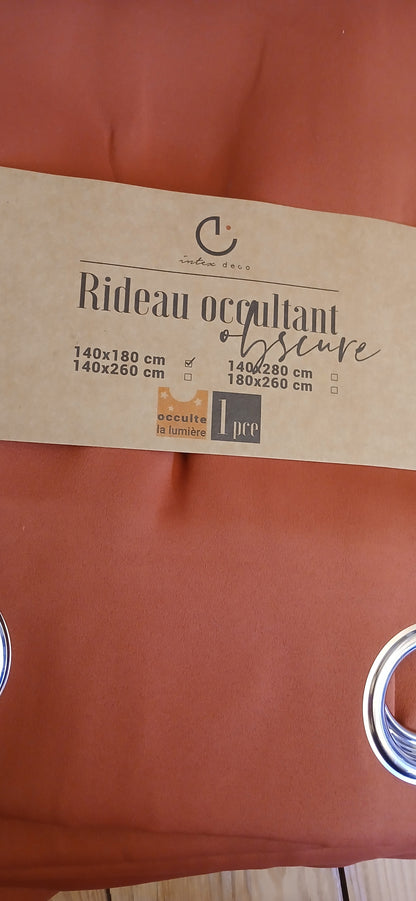 intex deco
Rideau occultant
obscure
140x180 cm
140x260 cm
140x280 cm
180x260 cm
occulte
la lumière
1 pce